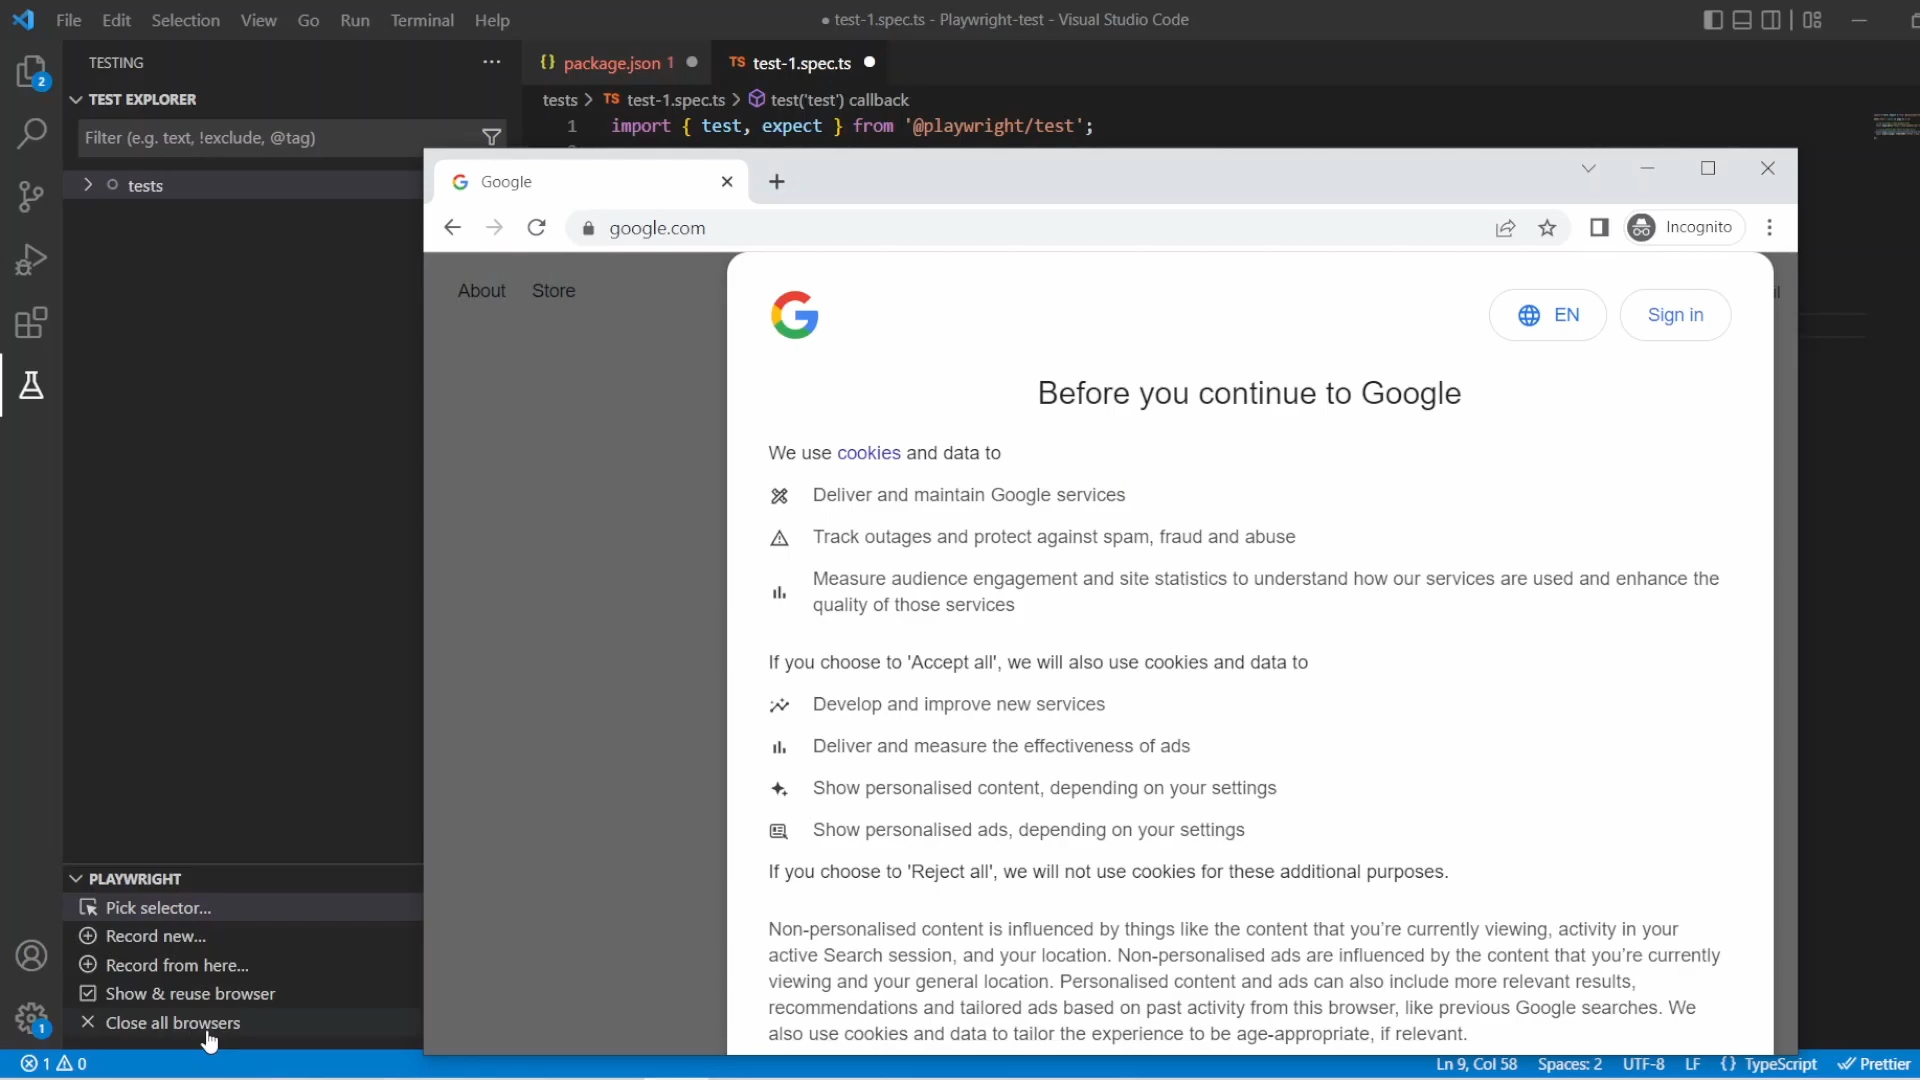 File Edit Selection View Go Run Terminal Help
● test-1.spec.ts - Playwright-test - Visual Studio Code
TESTING
TEST EXPLORER
Filter (e.g. text, !exclude, @tag)
tests
{} package.json 1
TS test-1.spec.ts
tests > TS test-1.spec.ts > test('test') callback
1 import { test, expect } from '@playwright/test';
Google
google.com
Incognito
About Store
EN
Sign in
Before you continue to Google
We use cookies and data to
Deliver and maintain Google services
Track outages and protect against spam, fraud and abuse
Measure audience engagement and site statistics to understand how our services are used and enhance the
quality of those services
If you choose to 'Accept all', we will also use cookies and data to
Develop and improve new services
Deliver and measure the effectiveness of ads
Show personalised content, depending on your settings
Show personalised ads, depending on your settings
If you choose to 'Reject all', we will not use cookies for these additional purposes.
Non-personalised content is influenced by things like the content that you’re currently viewing, activity in your
active Search session, and your location. Non-personalised ads are influenced by the content that you’re currently
viewing and your general location. Personalised content and ads can also include more relevant results,
recommendations and tailored ads based on past activity from this browser, like previous Google searches. We
also use cookies and data to tailor the experience to be age-appropriate, if relevant.
2
PLAYWRIGHT
Pick selector...
Record new...
Record from here...
Show & reuse browser
Close all browsers
1
1 0
Ln 9, Col 58 Spaces: 2 UTF-8 LF {} TypeScript Prettier